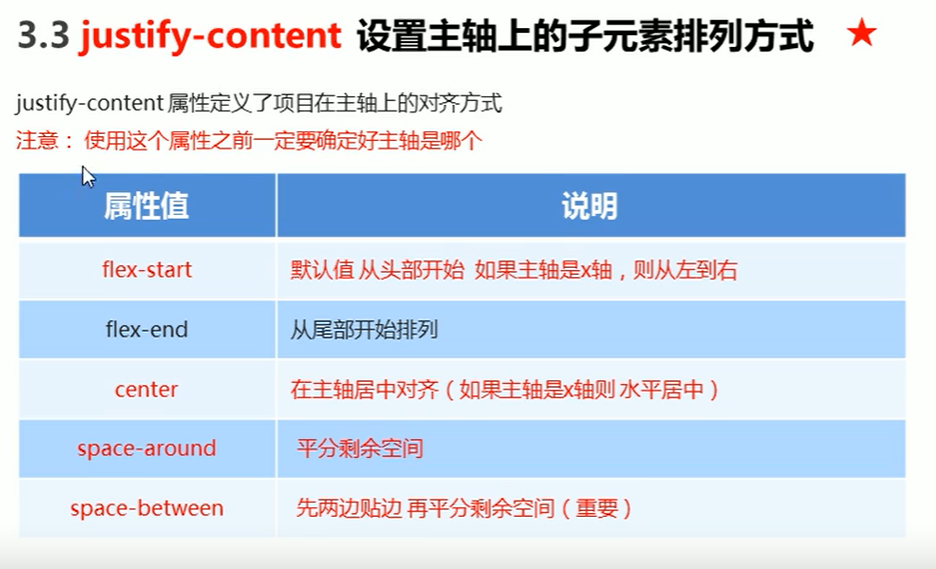 3.3 justify-content 设置主轴上的子元素排列方式 ★
justify-content 属性定义了项目在主轴上的对齐方式
注意： 使用这个属性之前一定要确定好主轴是哪个
属性值 说明
flex-start 默认值 从头部开始 如果主轴是x轴，则从左到右
flex-end 从尾部开始排列
center 在主轴居中对齐（如果主轴是x轴则 水平居中）
space-around 平分剩余空间
space-between 先两边贴边 再平分剩余空间（重要）